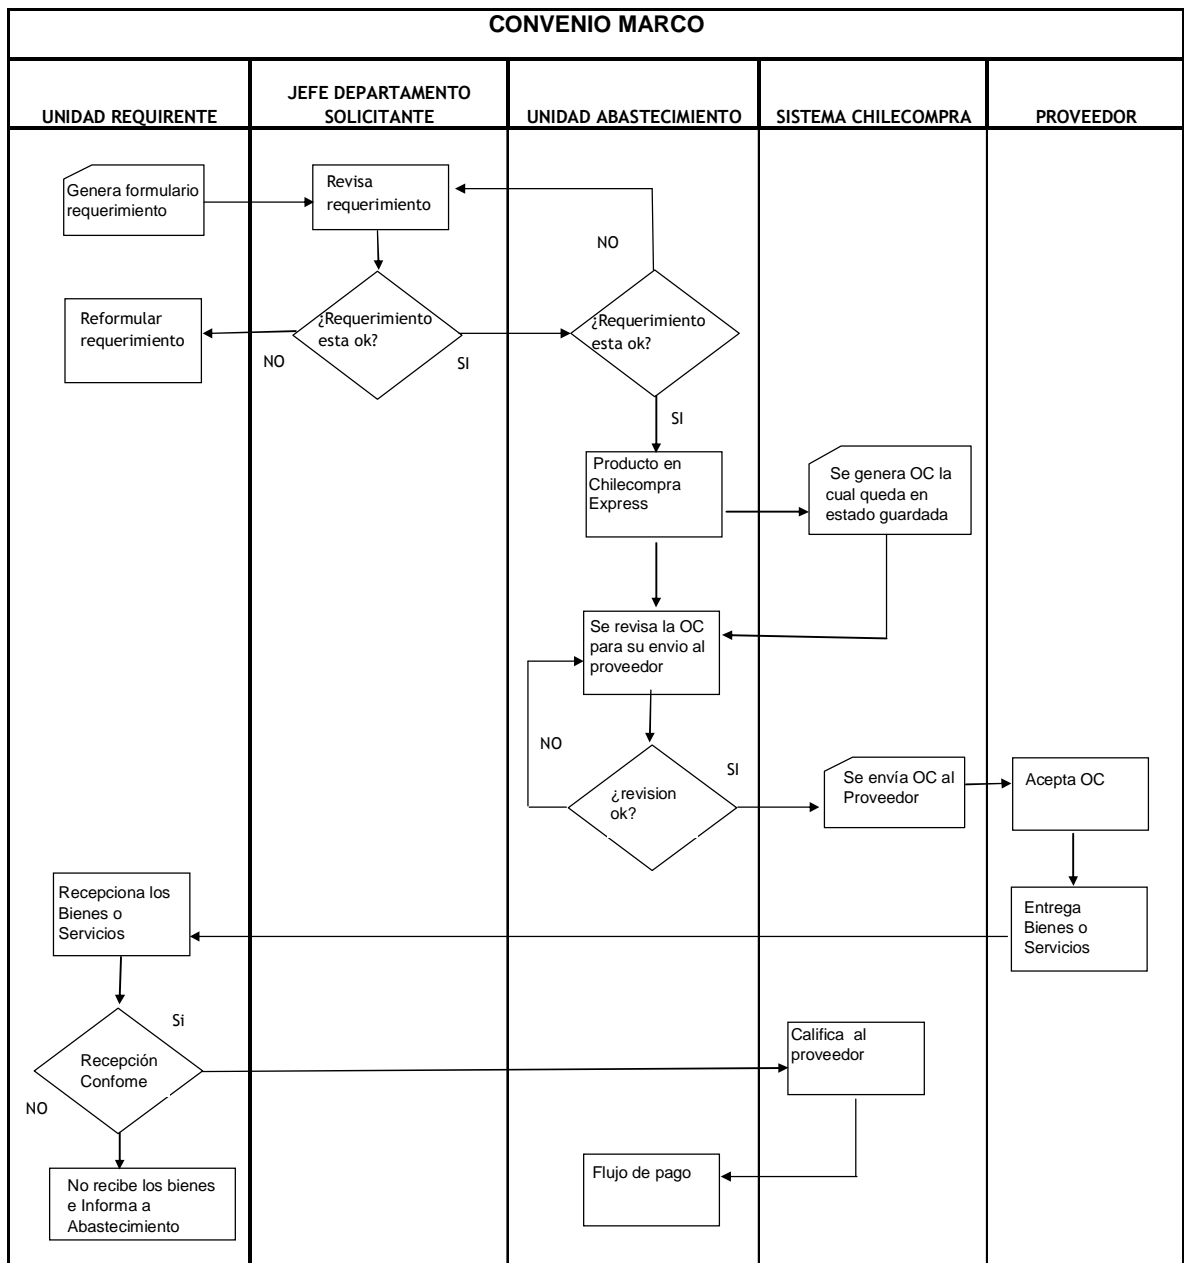 CONVENIO MARCO
UNIDAD REQUIRENTE
JEFE DEPARTAMENTO
SOLICITANTE
UNIDAD ABASTECIMIENTO
SISTEMA CHILECOMPRA
PROVEEDOR
Genera formulario
requerimiento
Revisa
requerimiento
NO
Reformular
requerimiento
NO
¿Requerimiento
esta ok?
SI
¿Requerimiento
esta ok?
SI
Producto en
Chilecompra
Express
Se genera OC la
cual queda en
estado guardada
Se revisa la OC
para su envio al
proveedor
NO
¿revision
ok?
SI
Se envía OC al
Proveedor
Acepta OC
Entrega
Bienes o
Servicios
Recepciona los
Bienes o
Servicios
Si
Recepción
Confome
NO
Califica al
proveedor
Flujo de pago
No recibe los bienes
e Informa a
Abastecimiento